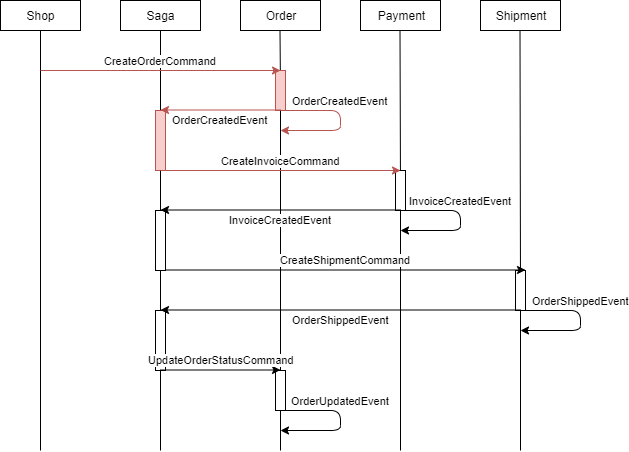 Shop
Saga
Order
Payment
Shipment
CreateOrderCommand
OrderCreatedEvent
OrderCreatedEvent
CreateInvoiceCommand
InvoiceCreatedEvent
InvoiceCreatedEvent
CreateShipmentCommand
OrderShippedEvent
OrderShippedEvent
UpdateOrderStatusCommand
OrderUpdatedEvent